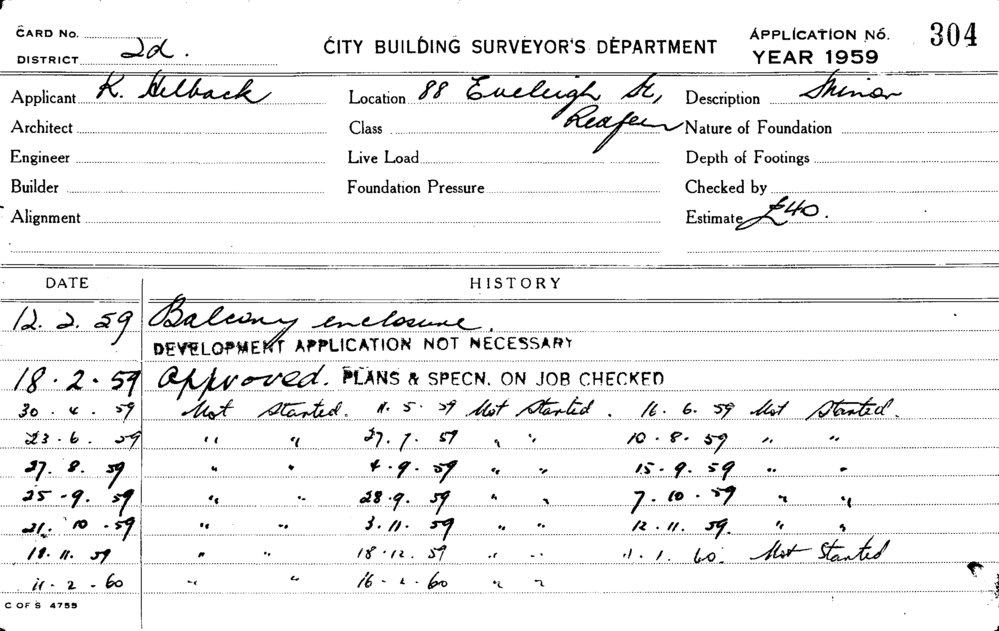 CARD No.
DISTRICT 2d.
CITY BUILDING SURVEYOR'S DEPARTMENT
APPLICATION No. 304
YEAR 1959
Applicant K. Helback Location 88 Eveleigh St, Description Minor
Architect Class Redfern Nature of Foundation
Engineer Live Load Depth of Footings
Builder Foundation Pressure Checked by
Alignment Estimate £40.
DATE HISTORY
12. 2. 59 Balcony enclosure.
DEVELOPMENT APPLICATION NOT NECESSARY
18. 2. 59 Approved. PLANS & SPECN. ON JOB CHECKED
30. 4. 59 Not Started. 11. 5. 59 Not Started. 16. 6. 59 Not Started.
23. 6. 59 " " 27. 7. 59 " " 10. 8. 59 " "
27. 8. 59 " " 4. 9. 59 " " 15. 9. 59 " "
25. 9. 59 " " 28. 9. 59 " " 7. 10. 59 " "
21. 10. 59 " " 3. 11. 59 " " 12. 11. 59. " "
19. 11. 59 " " 18. 12. 59 " " 1. 60. Not Started
11. 2. 60 " " 16. 2. 60 " "
C OF S 4755